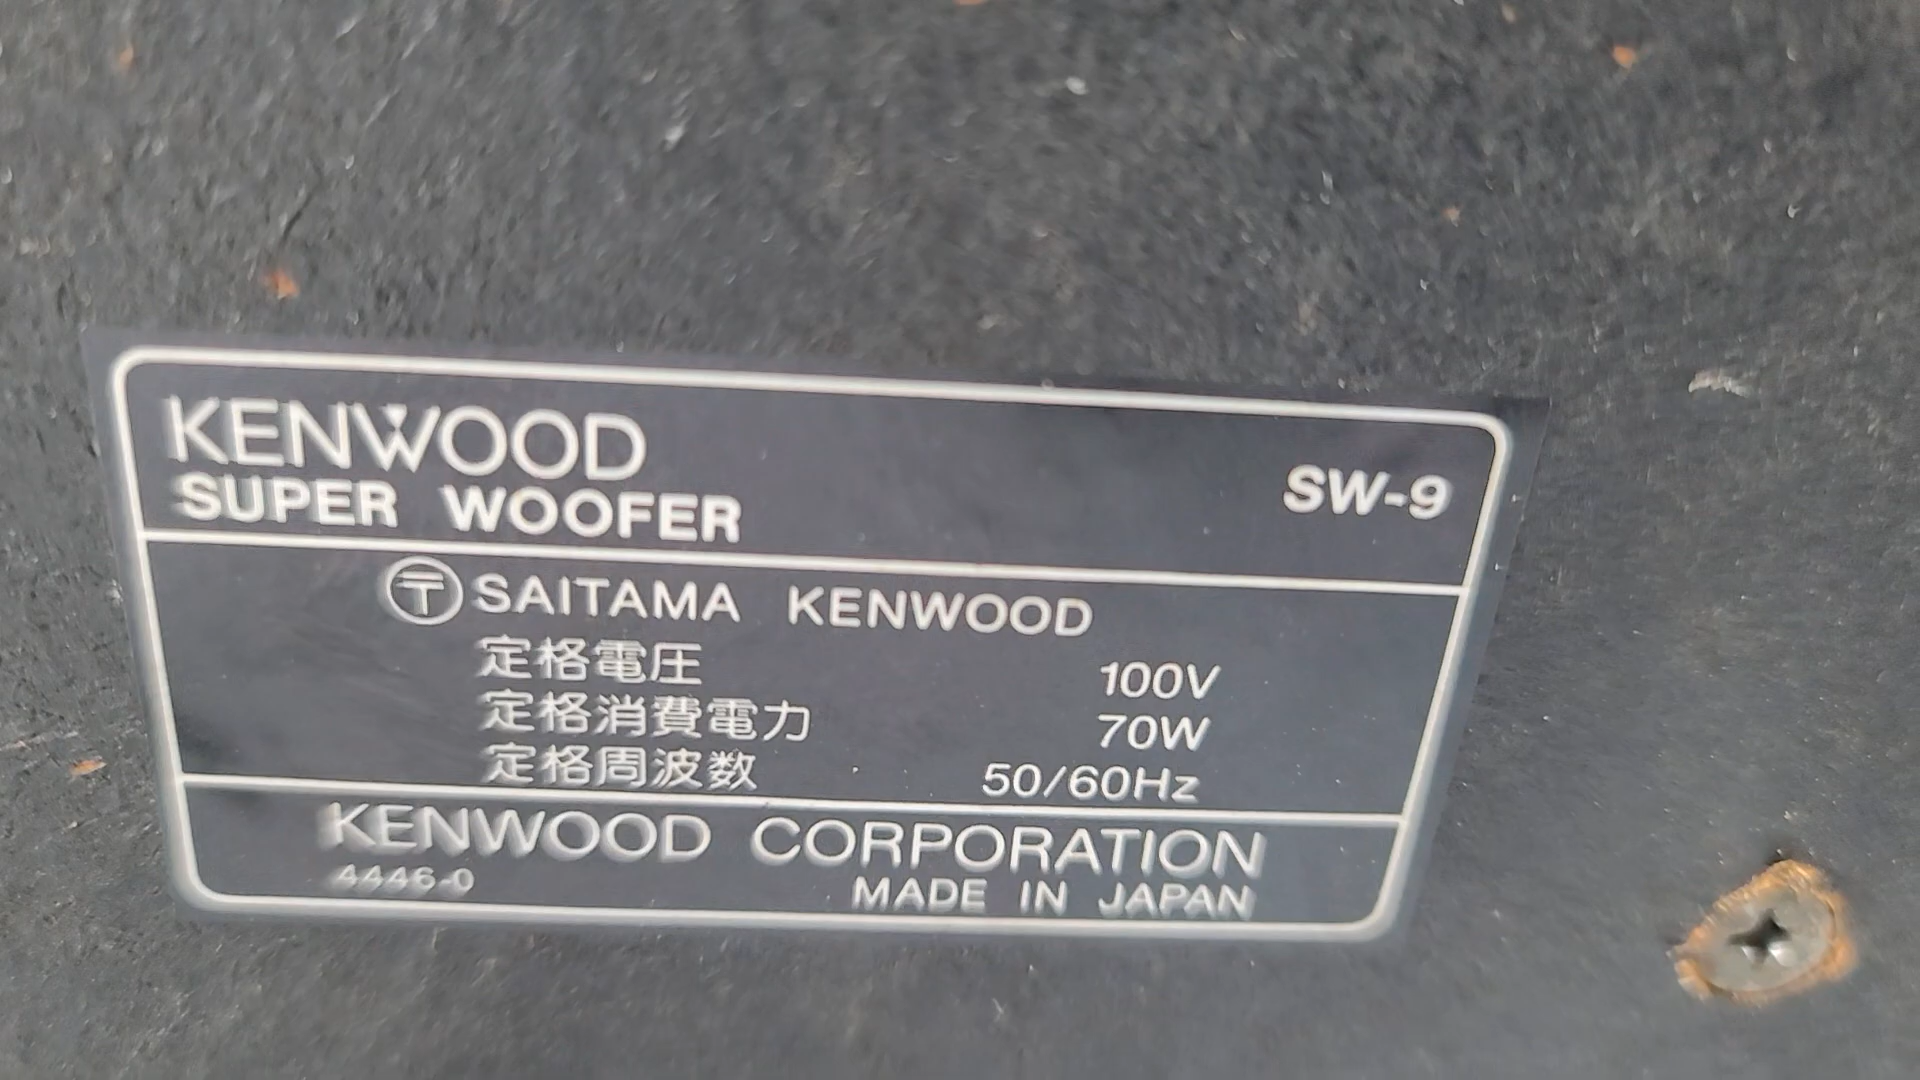 KENWOOD
SUPER WOOFER
SW-9
〒 SAITAMA KENWOOD
定格電圧 100V
定格消費電力 70W
定格周波数 50/60Hz
KENWOOD CORPORATION
4446-0
MADE IN JAPAN